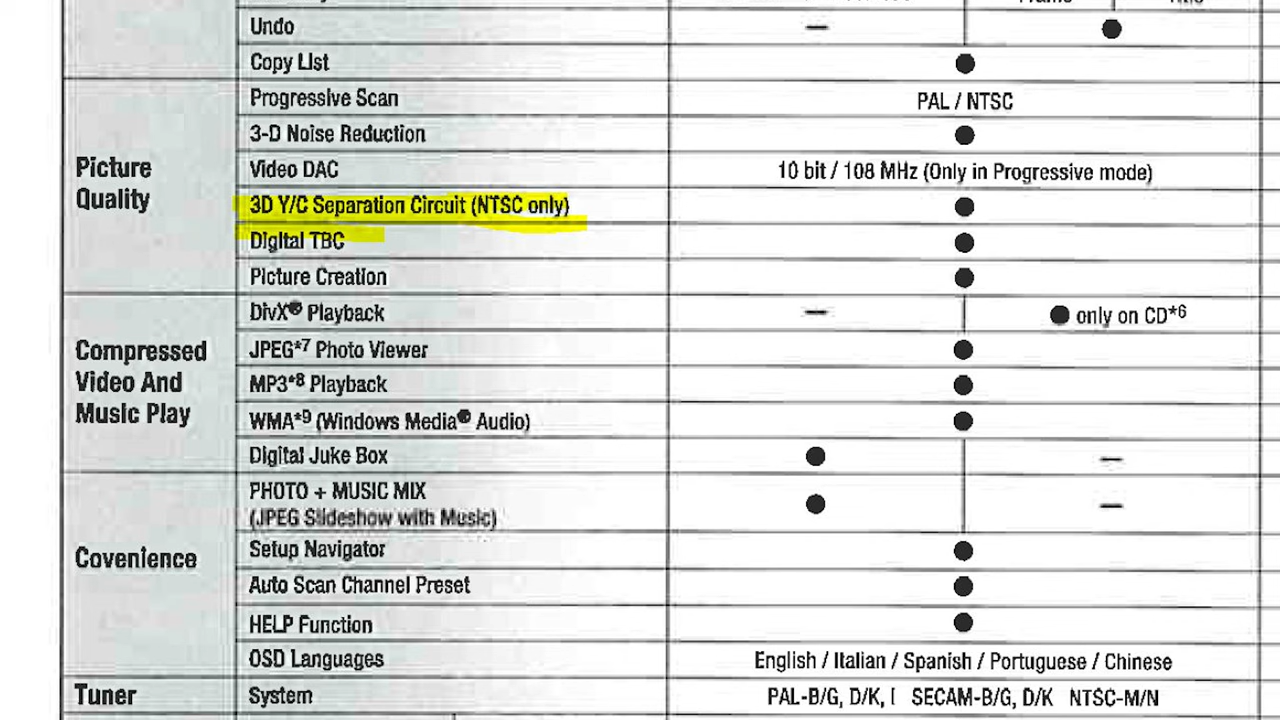 Undo —  ●
Copy List ●
Progressive Scan PAL / NTSC
3-D Noise Reduction ●
Picture Quality
Video DAC 10 bit / 108 MHz (Only in Progressive mode)
3D Y/C Separation Circuit (NTSC only) ●
Digital TBC ●
Picture Creation ●
DivX® Playback — ● only on CD*6
Compressed Video And Music Play
JPEG*7 Photo Viewer ●
MP3*8 Playback ●
WMA*9 (Windows Media® Audio) ●
Digital Juke Box ● —
PHOTO + MUSIC MIX ● —
(JPEG Slideshow with Music)
Covenience
Setup Navigator ●
Auto Scan Channel Preset ●
HELP Function ●
OSD Languages English / Italian / Spanish / Portuguese / Chinese
Tuner System PAL-B/G, D/K, I SECAM-B/G, D/K NTSC-M/N